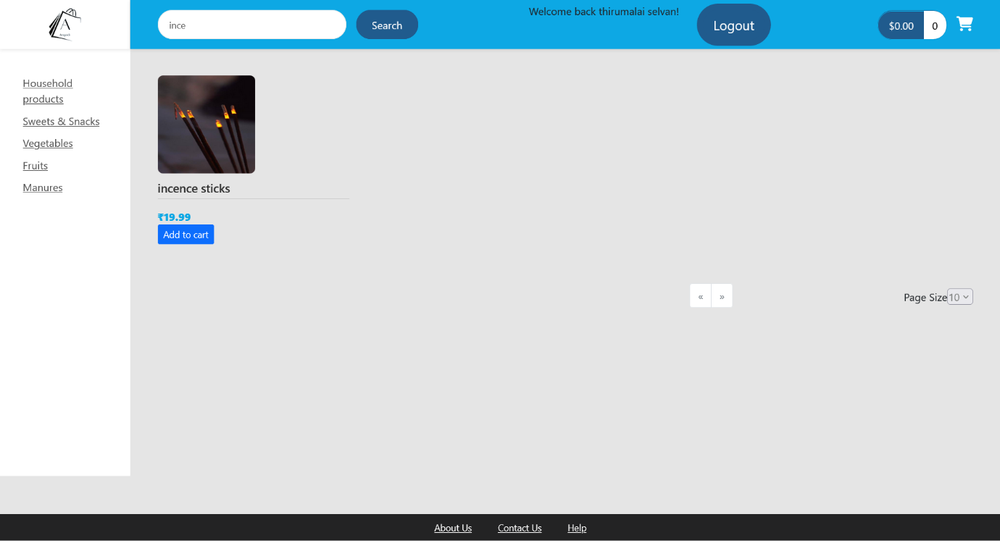 A
ince
Search
Welcome back thirumalai selvan!
Logout
$0.00
0
Household
products
Sweets & Snacks
Vegetables
Fruits
Manures
incence sticks
₹19.99
Add to cart
«
»
Page Size 10
About Us
Contact Us
Help